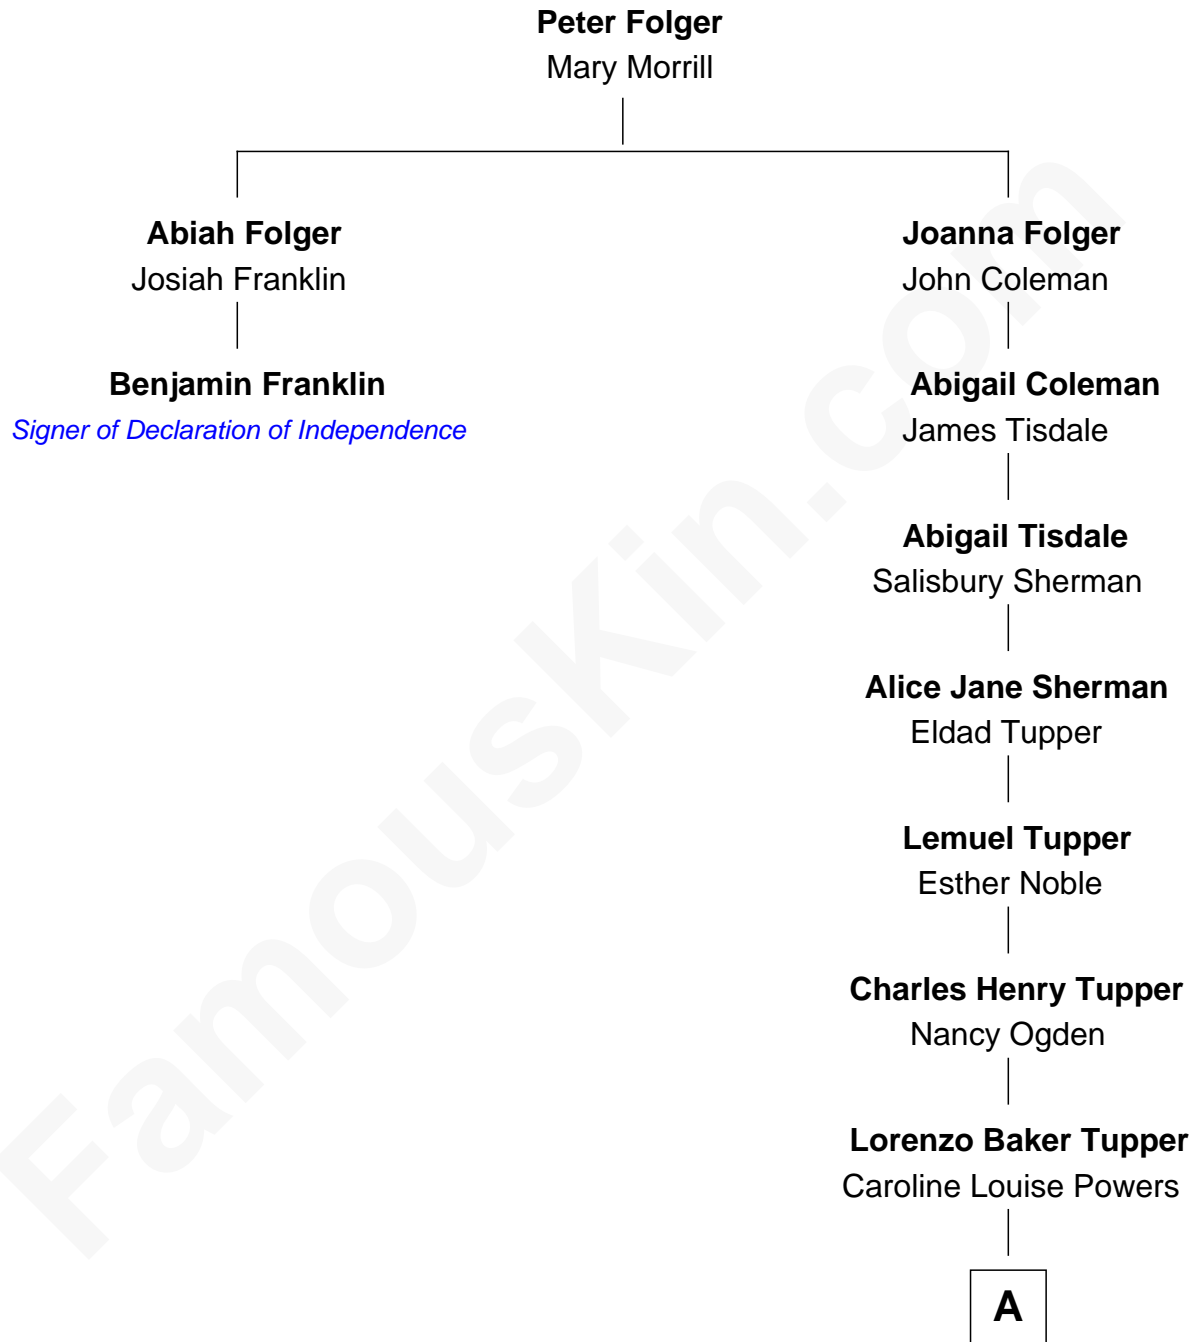 Peter Folger
Mary Morrill
Abiah Folger
Josiah Franklin
Joanna Folger
John Coleman
Benjamin Franklin
Signer of Declaration of Independence
Abigail Coleman
James Tisdale
Abigail Tisdale
Salisbury Sherman
Alice Jane Sherman
Eldad Tupper
Lemuel Tupper
Esther Noble
Charles Henry Tupper
Nancy Ogden
Lorenzo Baker Tupper
Caroline Louise Powers
A
FamousKin.com